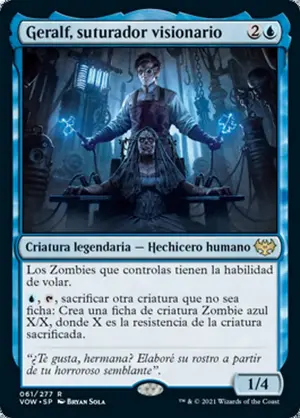 Geralf, suturador visionario 2
Criatura legendaria — Hechicero humano
Los Zombies que controlas tienen la habilidad
de volar.
, , sacrificar otra criatura que no sea
ficha: Crea una ficha de criatura Zombie azul
X/X, donde X es la resistencia de la criatura
sacrificada.
“¿Te gusta, hermana? Elaboré su rostro a partir
de tu horroroso semblante”.
1/4
061/277 R
VOW • SP Bryan Sola
™ & © 2021 Wizards of the Coast